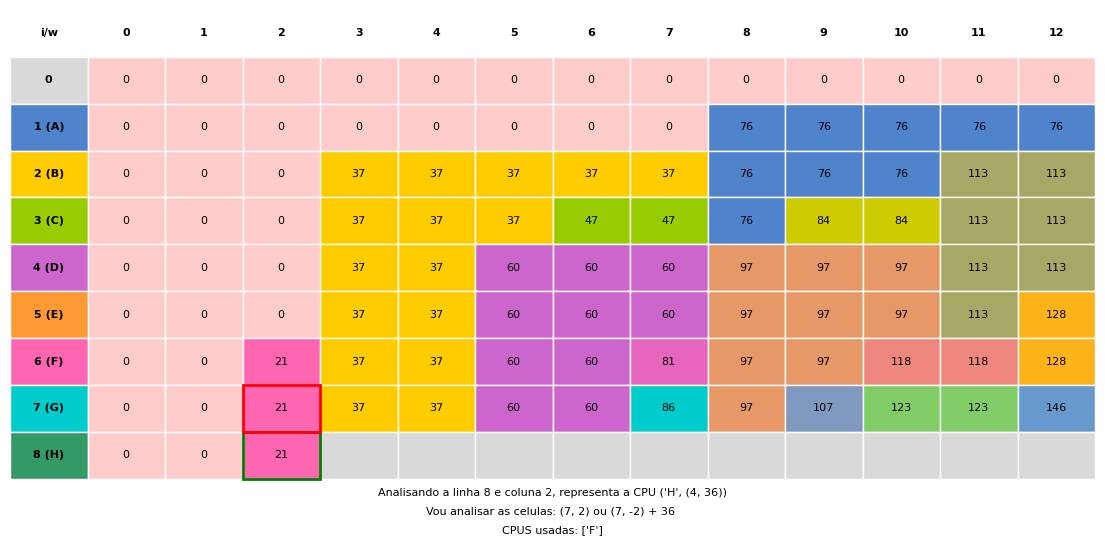 i/w 0 1 2 3 4 5 6 7 8 9 10 11 12
0 0 0 0 0 0 0 0 0 0 0 0 0 0
1 (A) 0 0 0 0 0 0 0 0 76 76 76 76 76
2 (B) 0 0 0 37 37 37 37 37 76 76 76 113 113
3 (C) 0 0 0 37 37 37 47 47 76 84 84 113 113
4 (D) 0 0 0 37 37 60 60 60 97 97 97 113 113
5 (E) 0 0 0 37 37 60 60 60 97 97 97 113 128
6 (F) 0 0 21 37 37 60 60 81 97 97 118 118 128
7 (G) 0 0 21 37 37 60 60 86 97 107 123 123 146
8 (H) 0 0 21
Analisando a linha 8 e coluna 2, representa a CPU ('H', (4, 36))
Vou analisar as celulas: (7, 2) ou (7, -2) + 36
CPUS usadas: ['F']